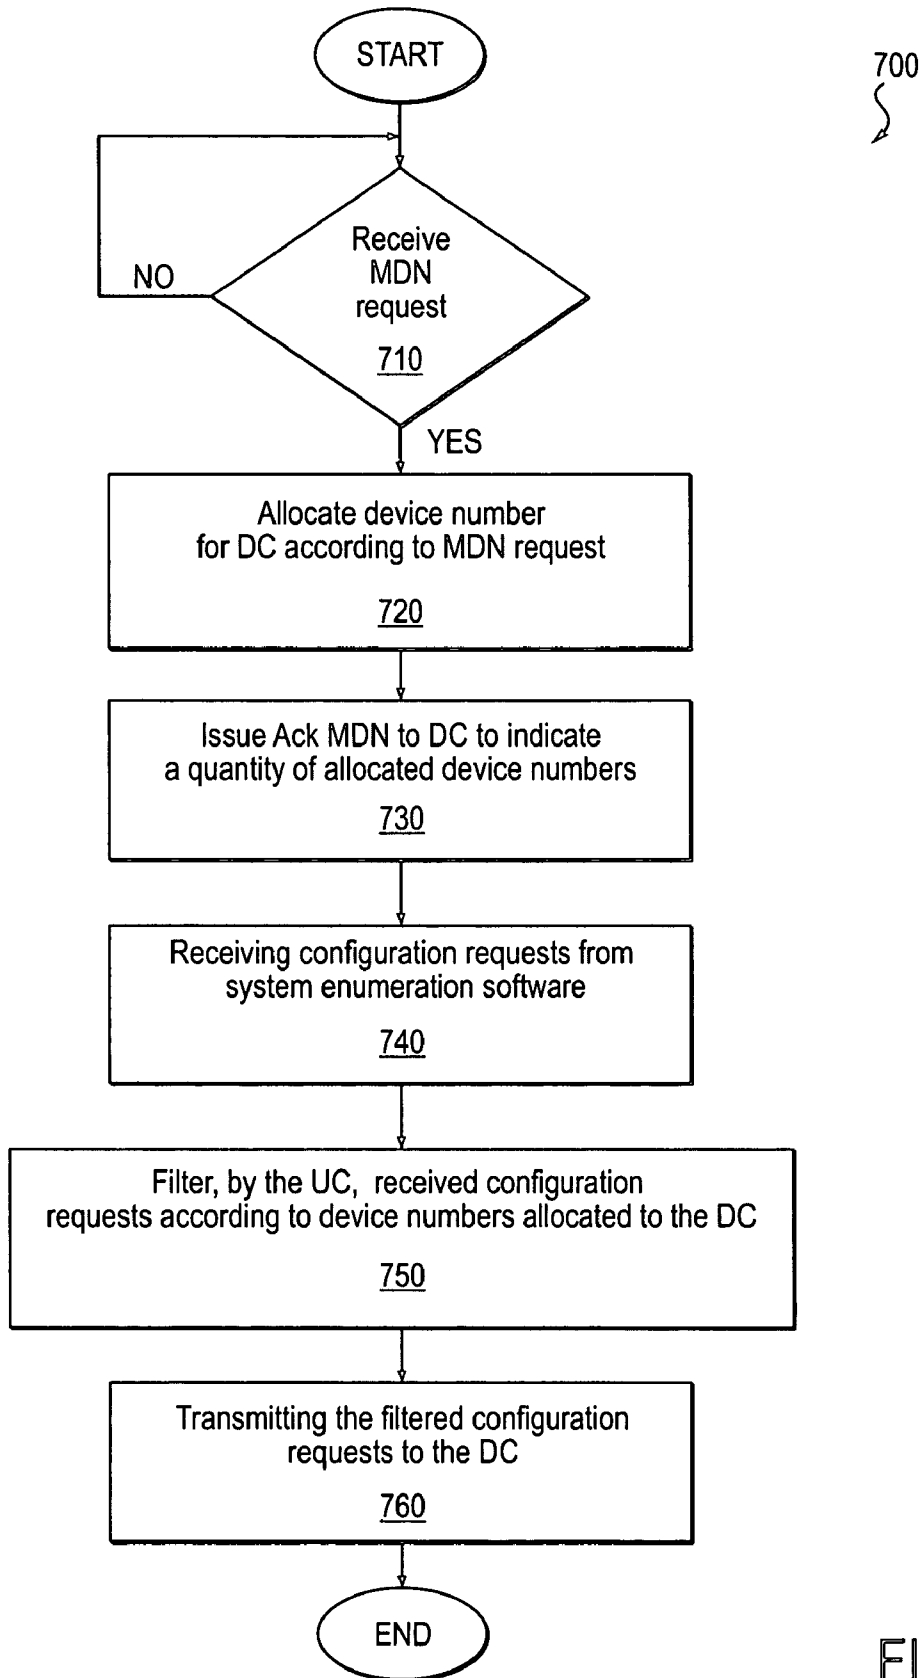 START
700
Receive
MDN
request
710
NO
YES
Allocate device number
for DC according to MDN request
720
Issue Ack MDN to DC to indicate
a quantity of allocated device numbers
730
Receiving configuration requests from
system enumeration software
740
Filter, by the UC, received configuration
requests according to device numbers allocated to the DC
750
Transmitting the filtered configuration
requests to the DC
760
END